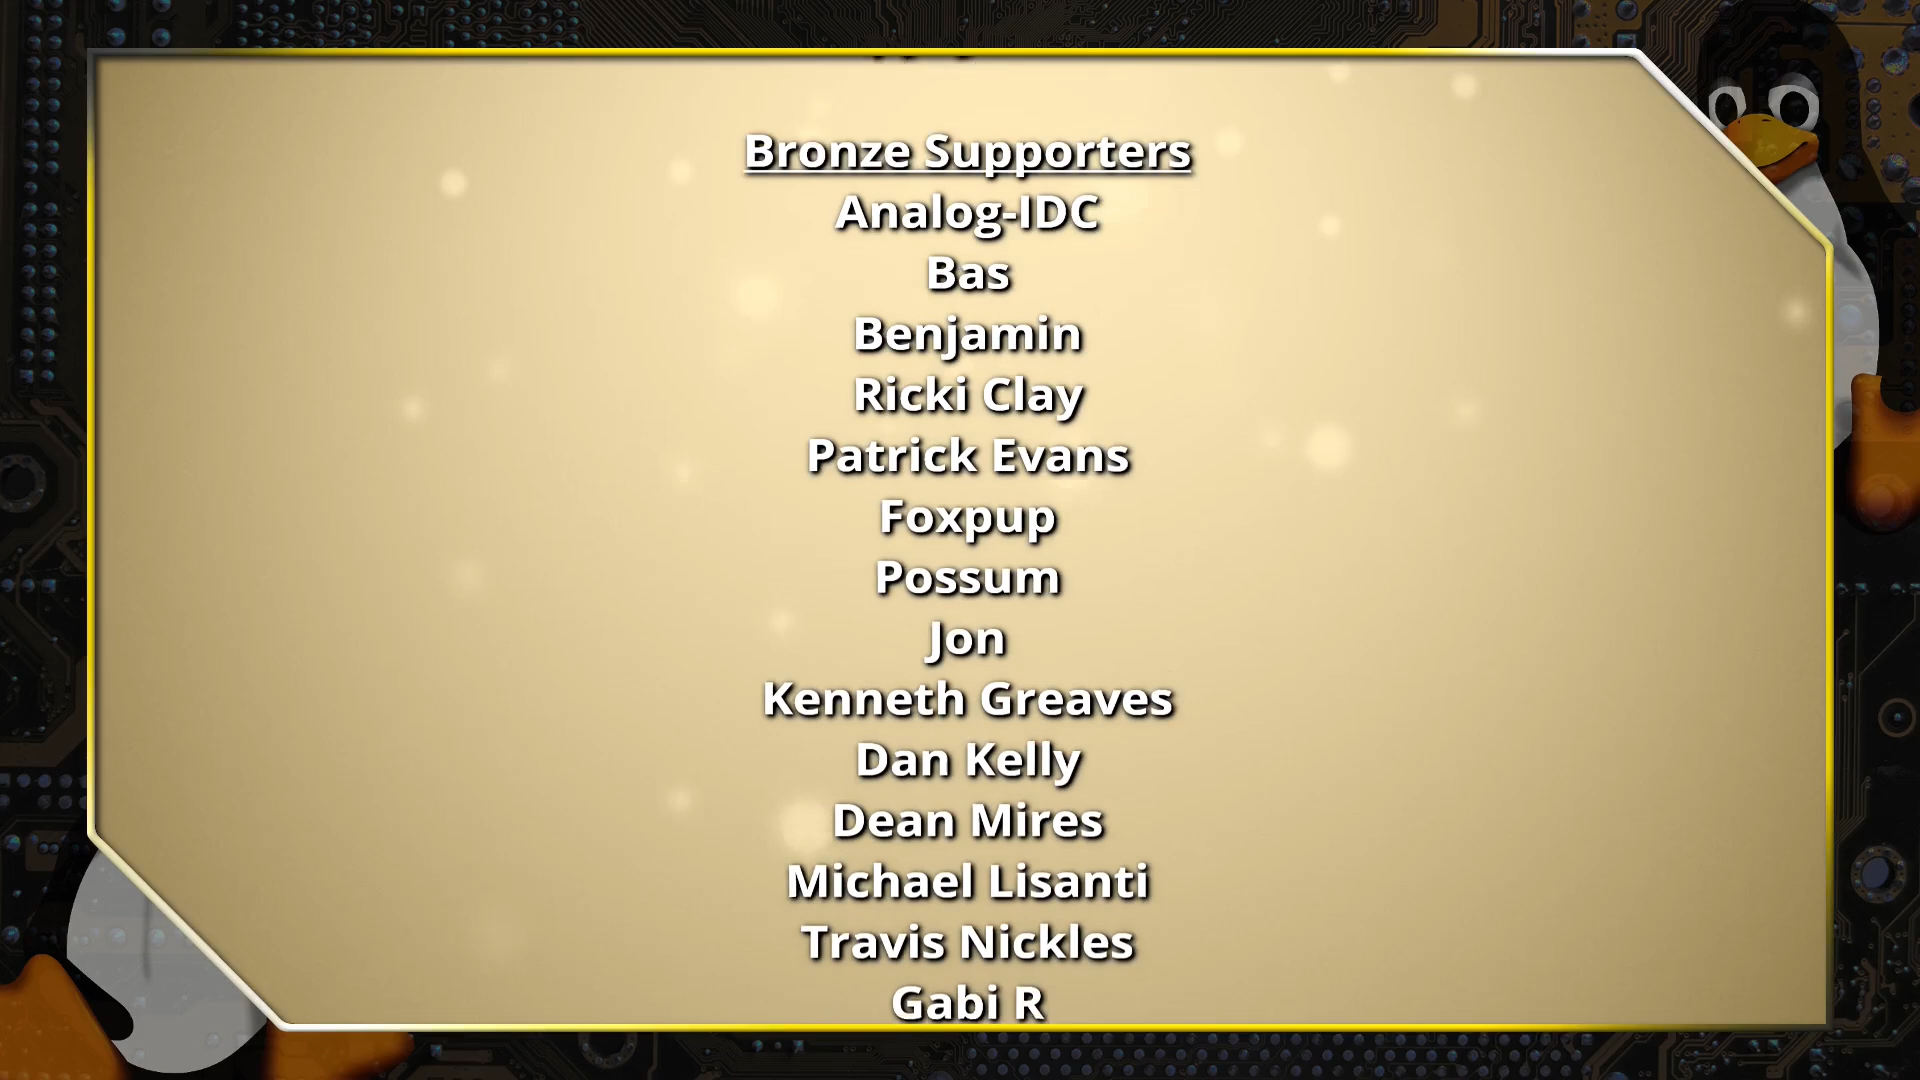 Bronze Supporters
Analog-IDC
Bas
Benjamin
Ricki Clay
Patrick Evans
Foxpup
Possum
Jon
Kenneth Greaves
Dan Kelly
Dean Mires
Michael Lisanti
Travis Nickles
Gabi R